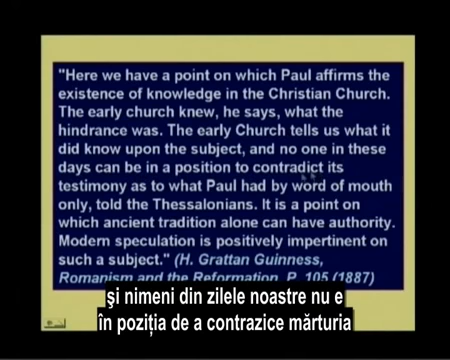 "Here we have a point on which Paul affirms the
existence of knowledge in the Christian Church.
The early church knew, he says, what the
hindrance was. The early Church tells us what it
did know upon the subject, and no one in these
days can be in a position to contradict its
testimony as to what Paul had by word of mouth
only, told the Thessalonians. It is a point on
which ancient tradition alone can have authority.
Modern speculation is positively impertinent on
such a subject." (H. Grattan Guinness,
Romanism and the Reformation, P. 105 (1887)
şi nimeni din zilele noastre nu e
în poziţia de a contrazice mărturia